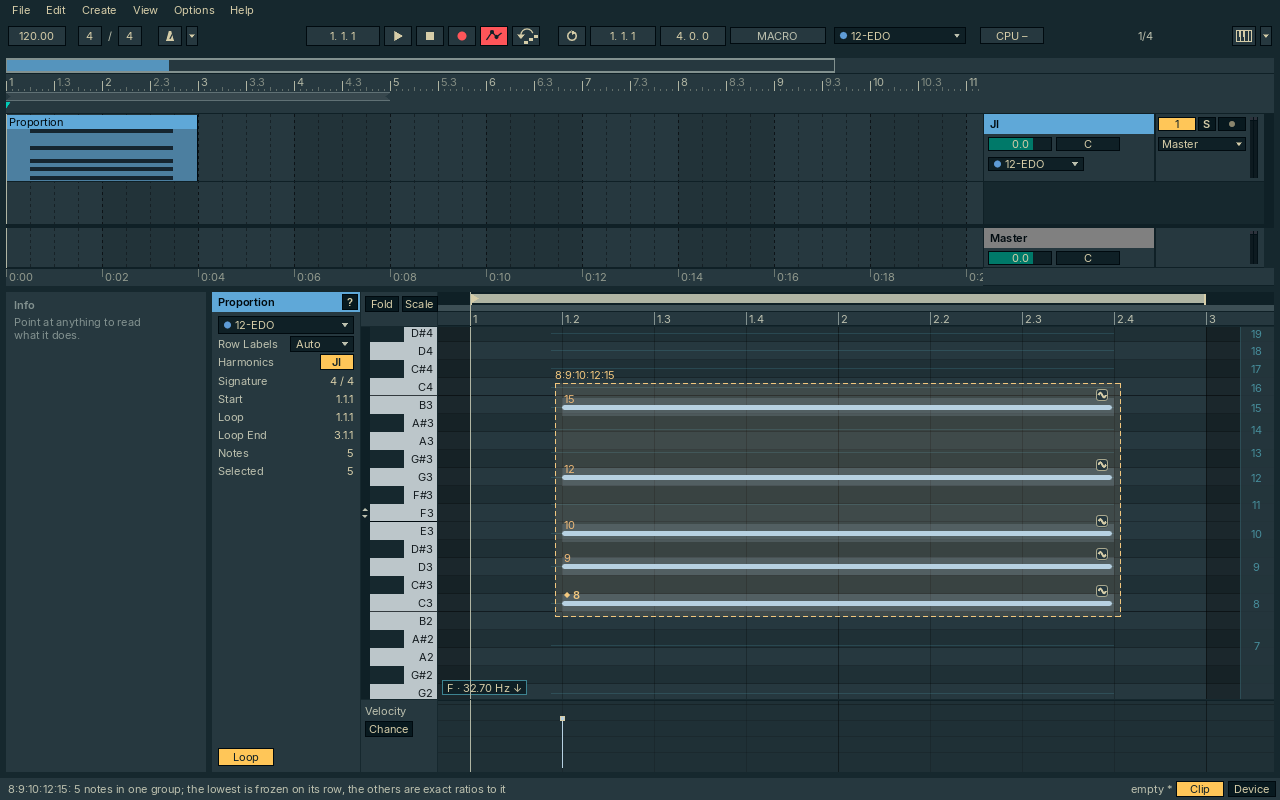 File Edit Create View Options Help
120.00 4 / 4 1. 1. 1 1. 1. 1 4. 0. 0 MACRO 12-EDO CPU – 1/4
1 1.3 2 2.3 3 3.3 4 4.3 5 5.3 6 6.3 7 7.3 8 8.3 9 9.3 10 10.3 11
Proportion
JI 1 S
0.0 C Master
12-EDO
Master
0.0 C
0:00 0:02 0:04 0:06 0:08 0:10 0:12 0:14 0:16 0:18
Info
Point at anything to read
what it does.
Proportion ?
12-EDO
Row Labels Auto
Harmonics JI
Signature 4 / 4
Start 1.1.1
Loop 1.1.1
Loop End 3.1.1
Notes 5
Selected 5
Loop
Fold Scale
1 1.2 1.3 1.4 2 2.2 2.3 2.4 3
D#4 19
D4 18
C#4 17
8:9:10:12:15
C4 16
15
B3 15
A#3 14
A3
G#3 13
12
G3 12
F#3
F3 11
10
E3 10
D#3
9
D3 9
C#3
8
C3 8
B2
A#2 7
A2
G#2
F · 32.70 Hz ↓
G2
Velocity
Chance
8:9:10:12:15: 5 notes in one group; the lowest is frozen on its row, the others are exact ratios to it
empty * Clip Device